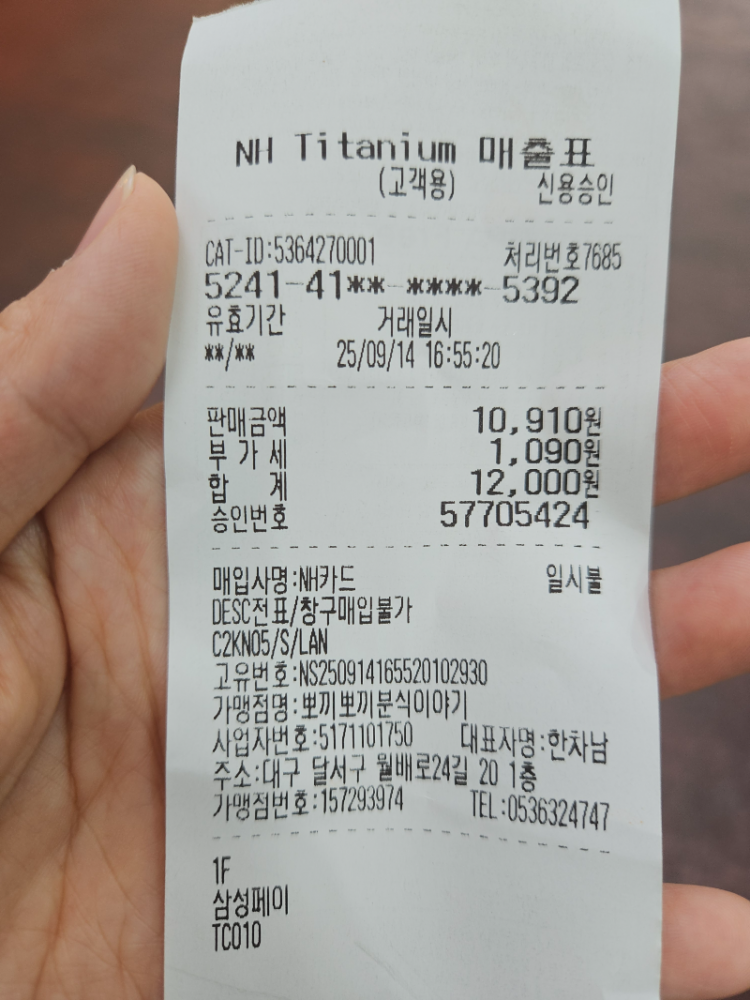 NH Titanium 매출표
(고객용) 신용승인
CAT-ID:5364270001 처리번호7685
5241-41**-****-5392
유효기간 거래일시
**/** 25/09/14 16:55:20
판매금액 10,910원
부 가 세 1,090원
합 계 12,000원
승인번호 57705424
매입사명:NH카드 일시불
DESC전표/창구매입불가
C2KN05/S/LAN
고유번호:NS250914165520102930
가맹점명:뽀끼뽀끼분식이야기
사업자번호:5171101750 대표자명:한차남
주소:대구 달서구 월배로24길 20 1층
가맹점번호:157293974 TEL:0536324747
1F
삼성페이
TC010